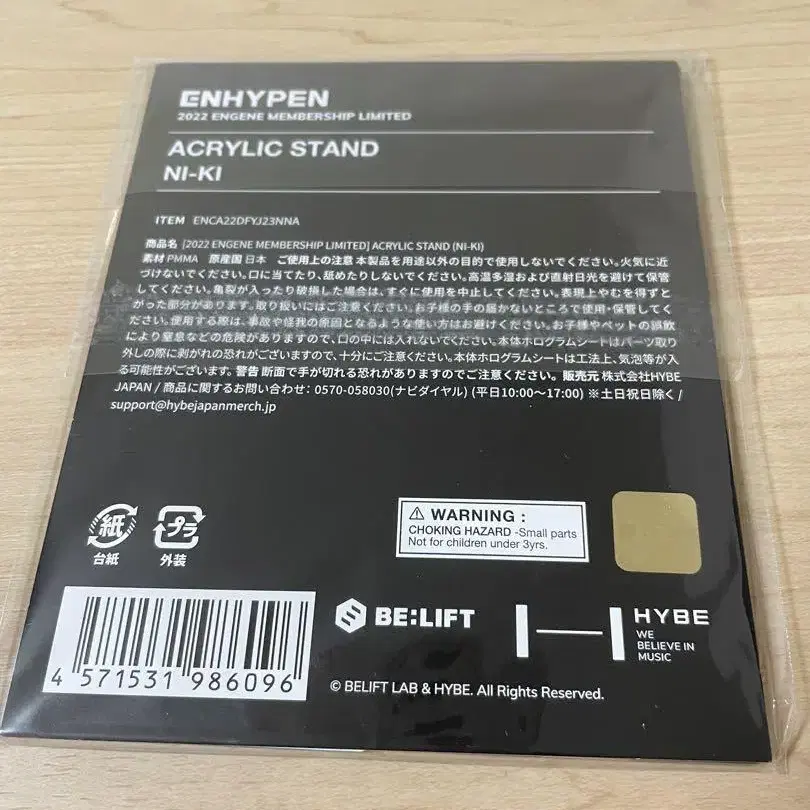 ENHYPEN
2022 ENGENE MEMBERSHIP LIMITED
ACRYLIC STAND
NI-KI
ITEM ENCA22DFYJ23NNA
商品名 [2022 ENGENE MEMBERSHIP LIMITED] ACRYLIC STAND (NI-KI)
素材 PMMA 原産国 日本 ご使用上の注意 本製品を用途以外の目的で使用しないでください。火気に近
づけないでください。口に当てたり、舐めたりしないでください。高温多湿および直射日光を避けて保管
してください。亀裂が入ったり破損した場合は、すぐに使用を中止してください。表現上やむを得ずと
がった部分があります。取り扱いにはご注意ください。お子様の手の届かないところで使用・保管してく
ださい。使用する際は、事故や怪我の原因となるような使い方はお避けください。お子様やペットの誤飲
により窒息などの危険がありますので、口の中には入れないでください。本体ホログラムシートはパーツ取り
外しの際に剥がれの恐れがございますので、十分にご注意ください。本体ホログラムシートは工法上、気泡等が入
る可能性がございます。警告 断面で手が切れる恐れがありますのでご注意ください。販売元 株式会社HYBE
JAPAN / 商品に関するお問い合わせ: 0570-058030(ナビダイヤル) (平日10:00〜17:00) ※土日祝日除く /
support@hybejapanmerch.jp
紙
台紙
プラ
外装
WARNING :
CHOKING HAZARD -Small parts
Not for children under 3yrs.
BE:LIFT
HYBE
WE
BELIEVE IN
MUSIC
4 571531 986096
© BELIFT LAB & HYBE. All Rights Reserved.